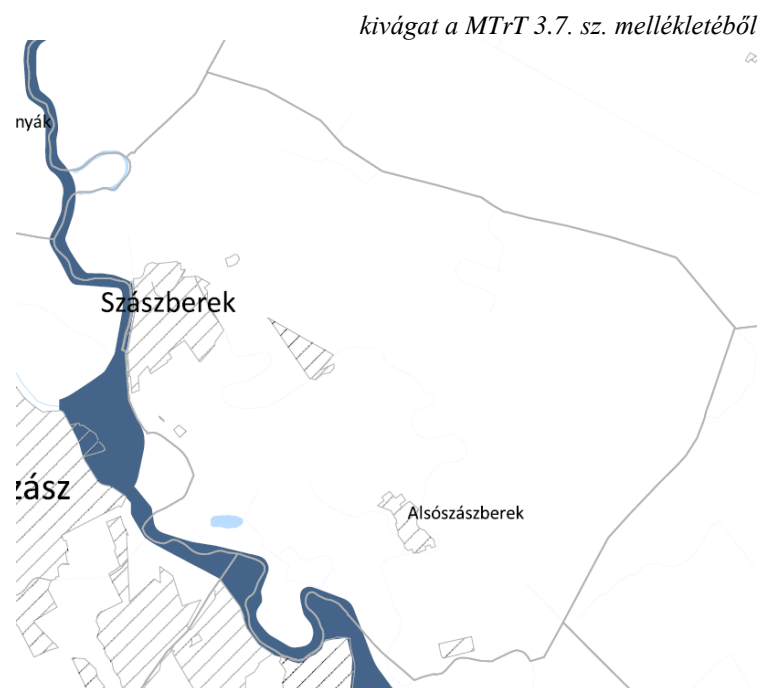 kivágat a MTrT 3.7. sz. mellékletéből
nyák
Szászberek
zász
Alsószászberek